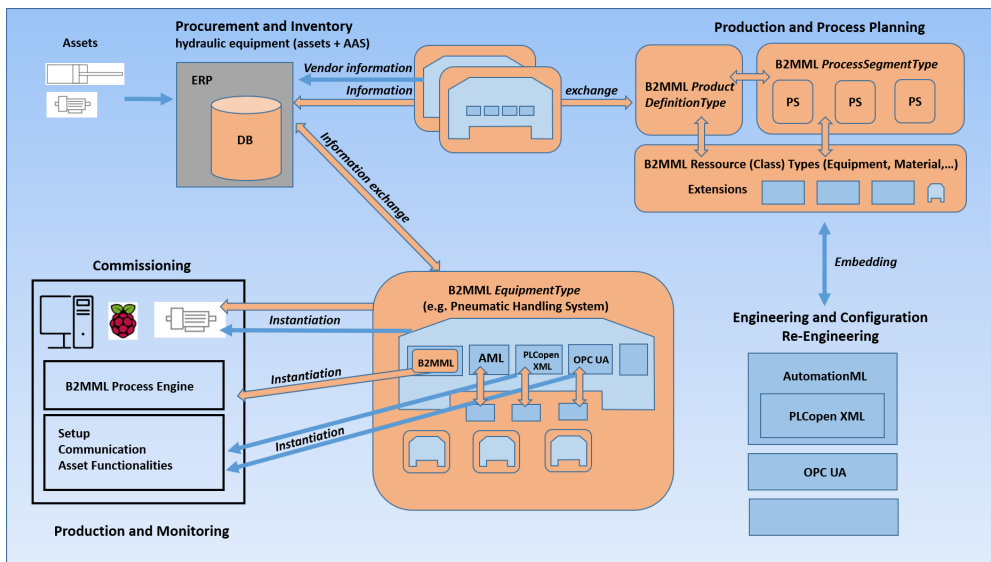 Procurement and Inventory
hydraulic equipment (assets + AAS)
Production and Process Planning
Assets
ERP
DB
Vendor information
Information
exchange
Information exchange
B2MML Product
DefinitionType
B2MML ProcessSegmentType
PS
PS
PS
B2MML Ressource (Class) Types (Equipment, Material,...)
Extensions
Embedding
Commissioning
B2MML EquipmentType
(e.g. Pneumatic Handling System)
Instantiation
B2MML
AML
PLCopen
XML
OPC UA
Instantiation
B2MML Process Engine
Instantiation
Setup
Communication
Asset Functionalities
Production and Monitoring
Engineering and Configuration
Re-Engineering
AutomationML
PLCopen XML
OPC UA